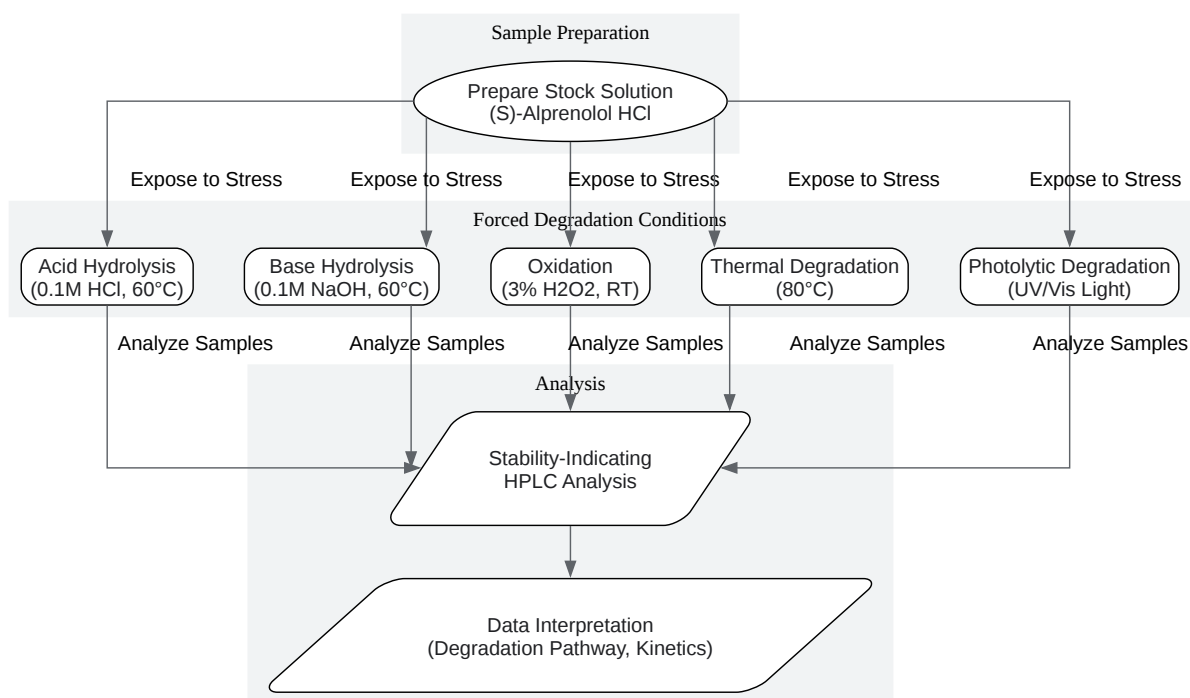 Sample Preparation
Prepare Stock Solution
(S)-Alprenolol HCl
Expose to Stress
Expose to Stress
Expose to Stress
Expose to Stress
Expose to Stress
Forced Degradation Conditions
Acid Hydrolysis
(0.1M HCl, 60°C)
Base Hydrolysis
(0.1M NaOH, 60°C)
Oxidation
(3% H2O2, RT)
Thermal Degradation
(80°C)
Photolytic Degradation
(UV/Vis Light)
Analyze Samples
Analyze Samples
Analyze Samples
Analyze Samples
Analyze Samples
Analysis
Stability-Indicating
HPLC Analysis
Data Interpretation
(Degradation Pathway, Kinetics)